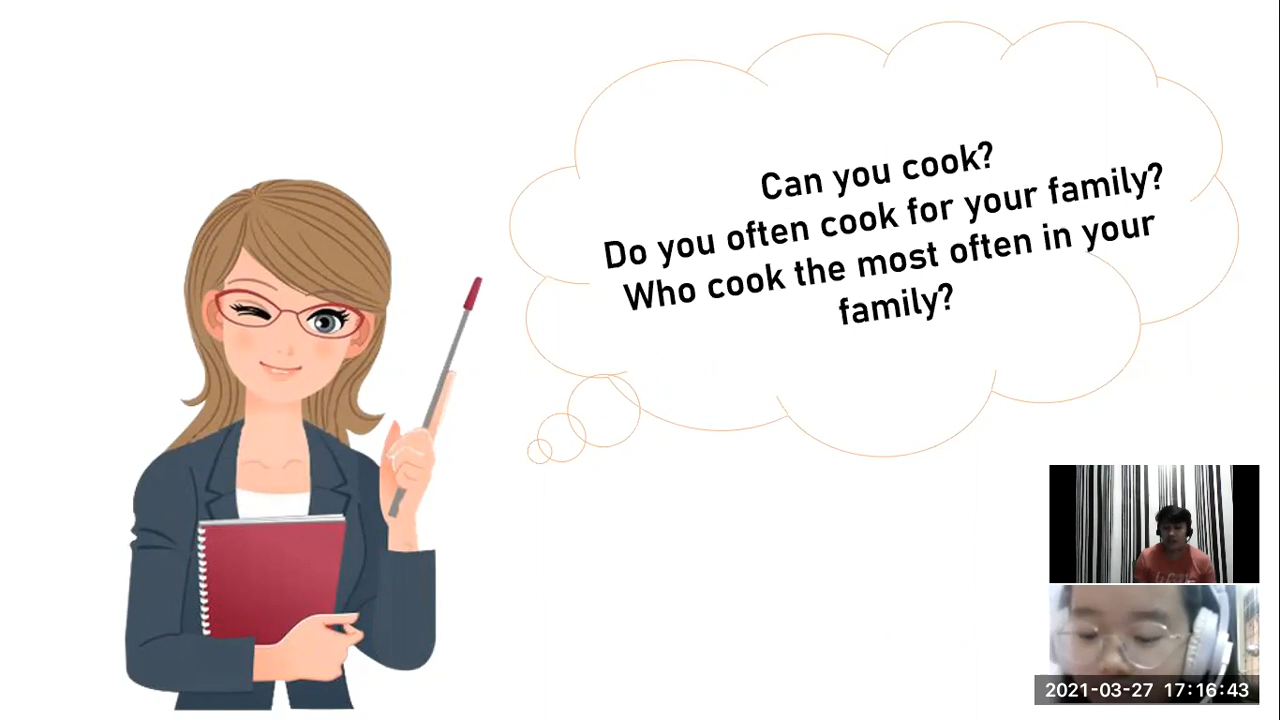 Can you cook?
Do you often cook for your family?
Who cook the most often in your
family?
2021-03-27 17:16:43